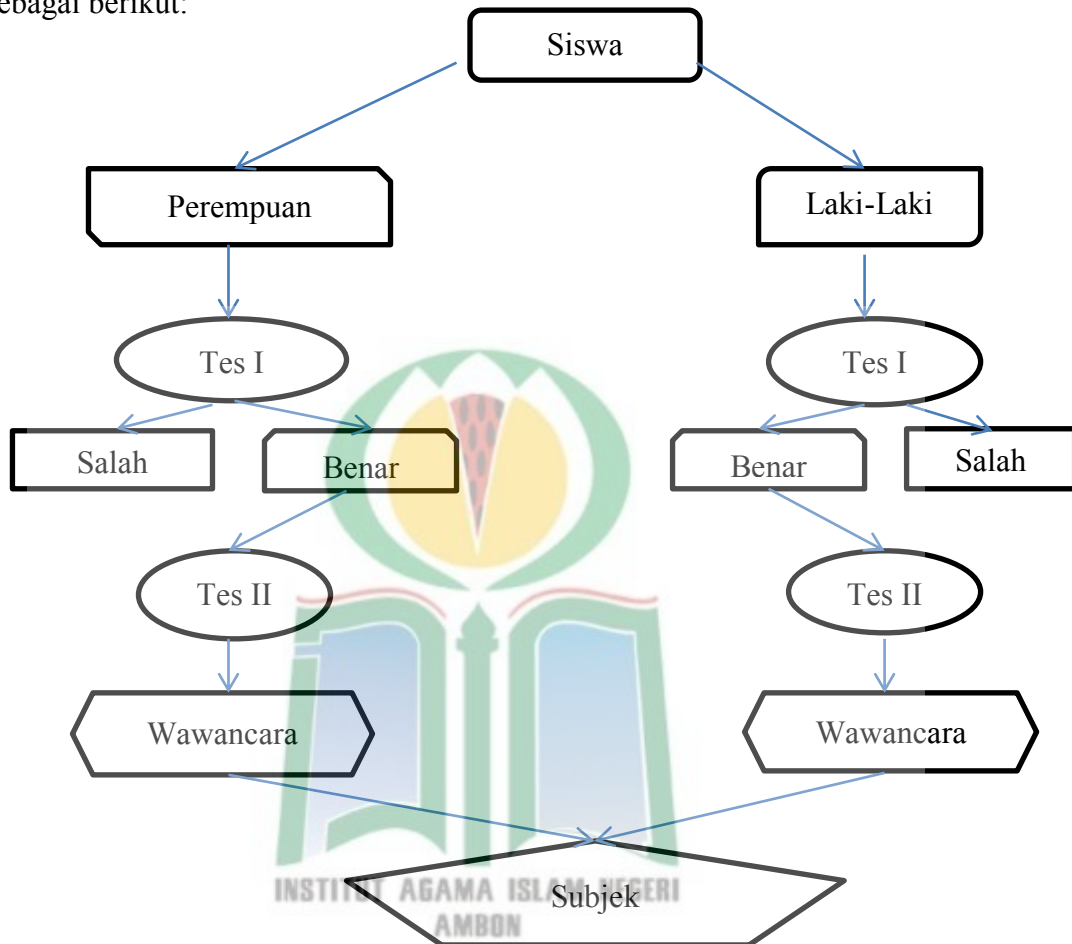 sebagai berikut:
Siswa
Perempuan
Laki-Laki
Tes I
Tes I
Salah
Benar
Benar
Salah
Tes II
Tes II
Wawancara
Wawancara
Subjek
INSTITUT AGAMA ISLAM NEGERI
AMBON